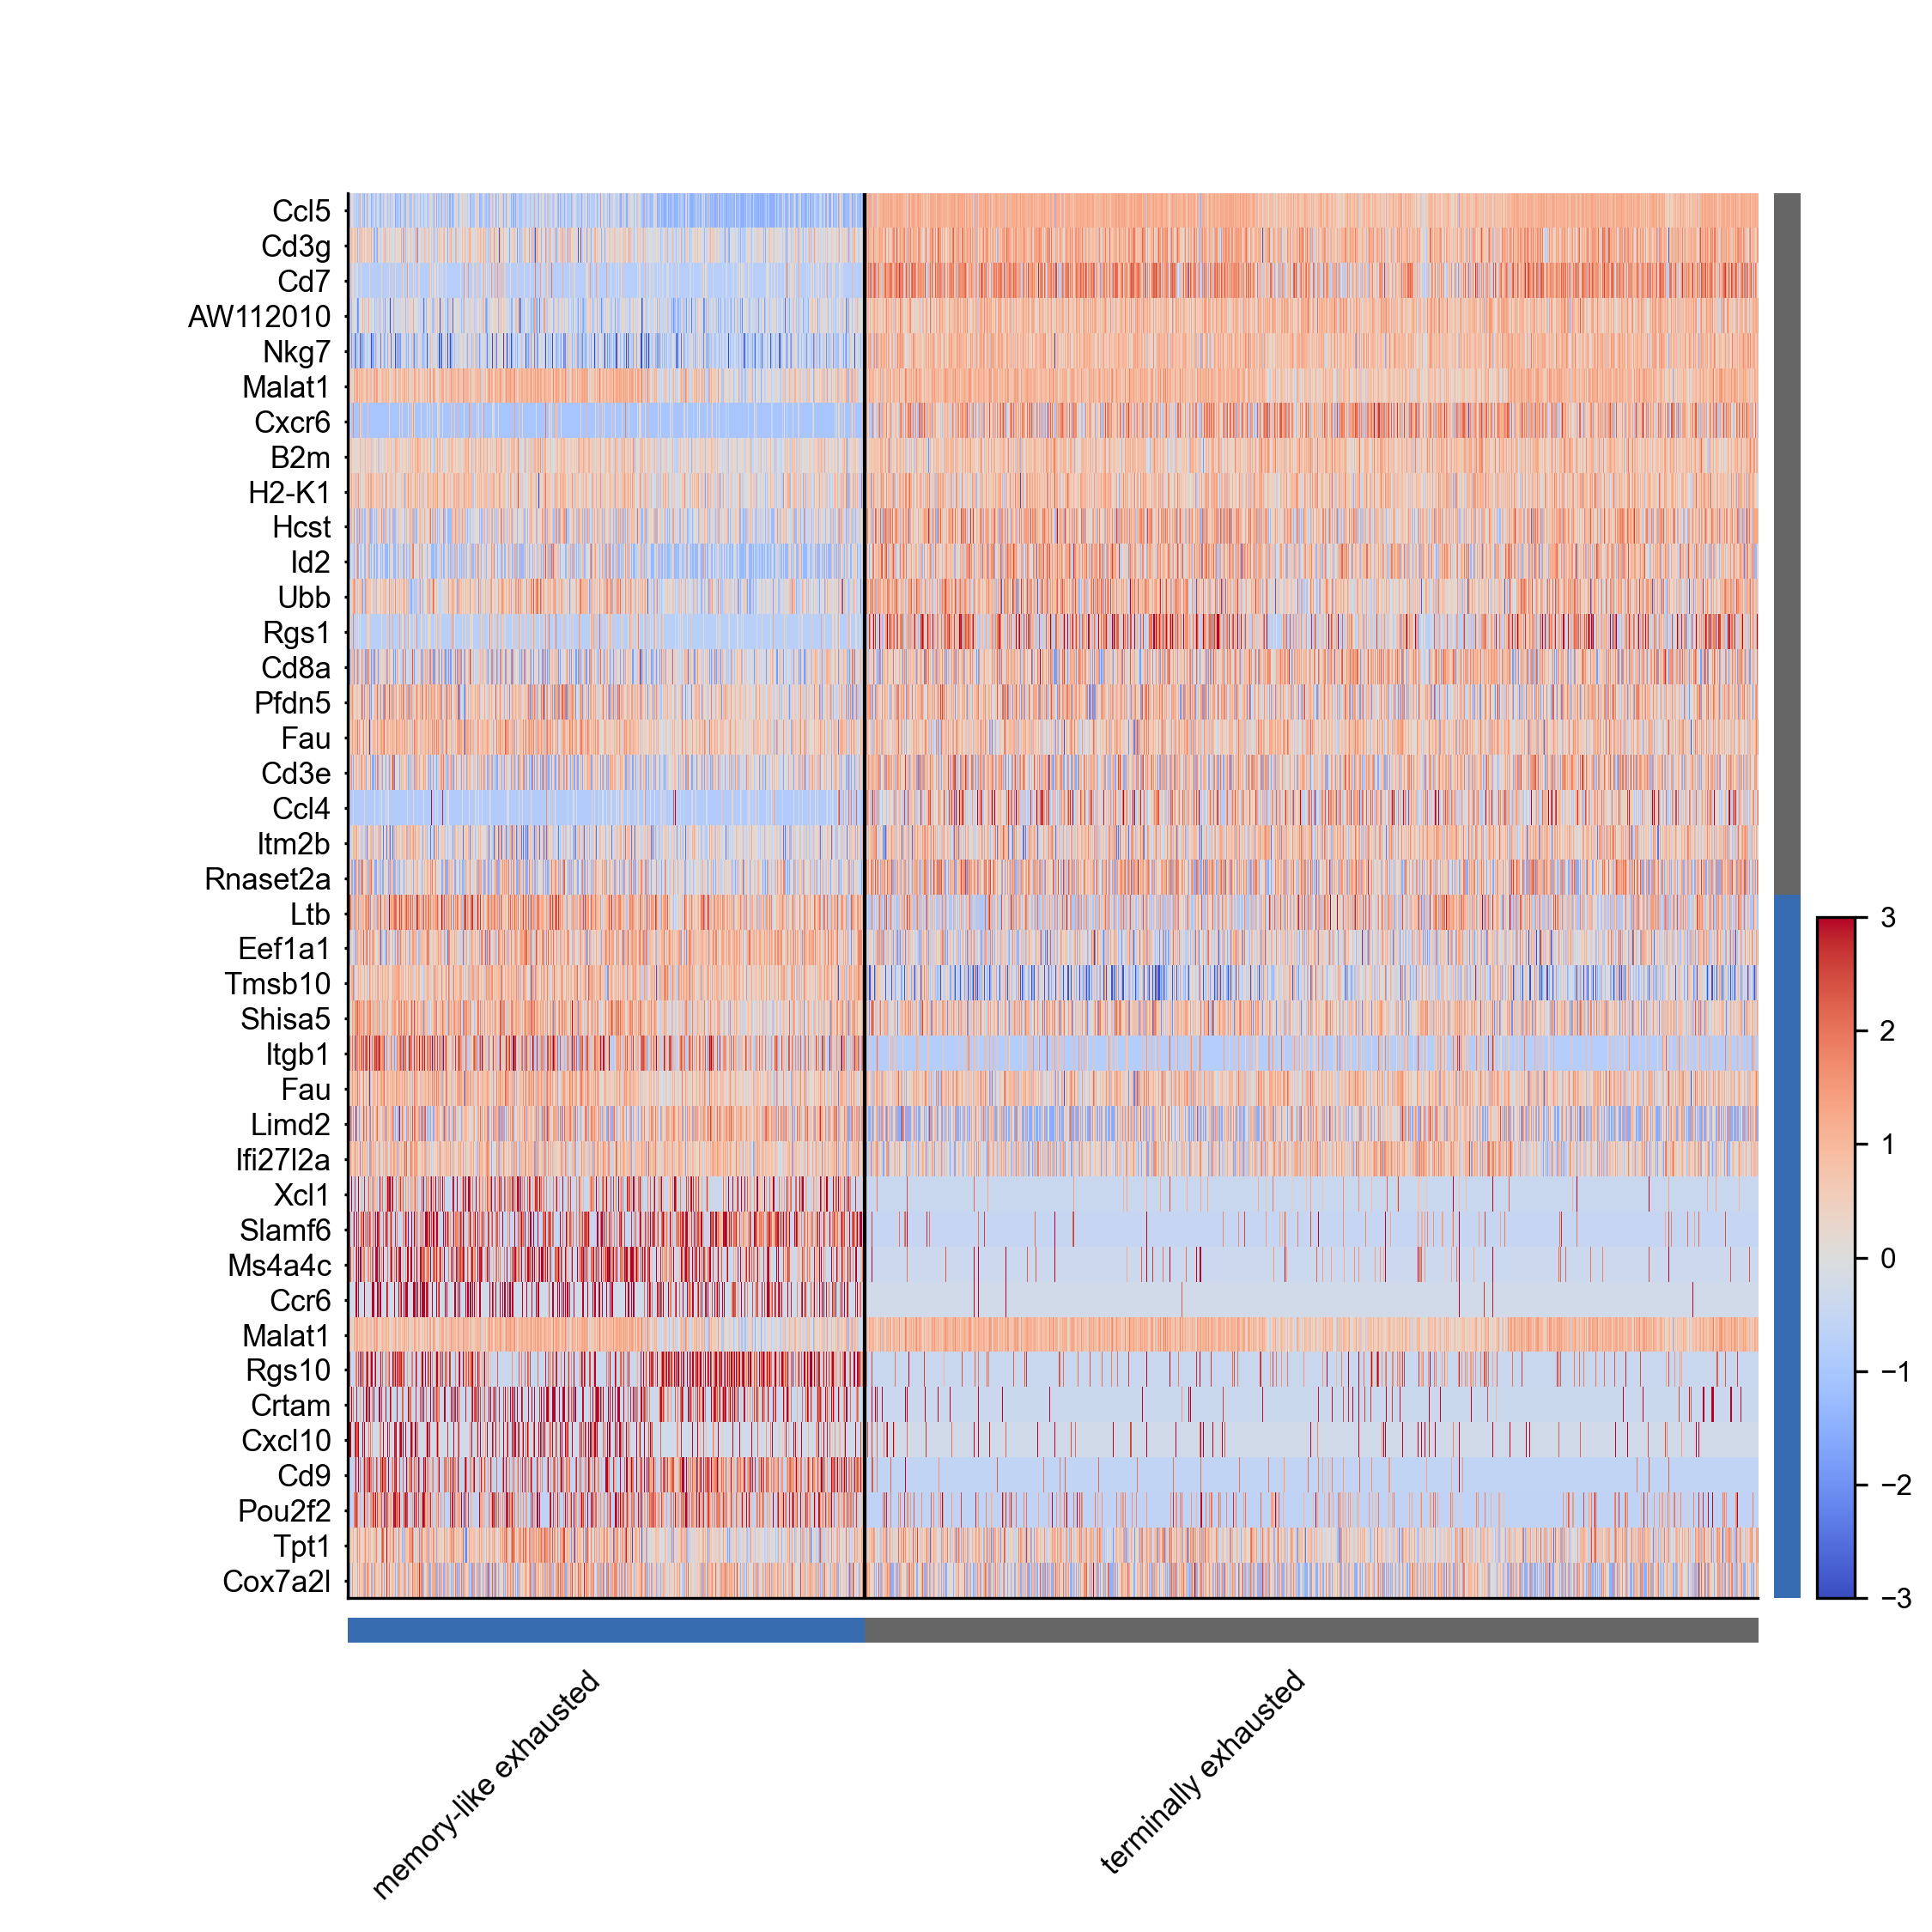 Ccl5
Cd3g
Cd7
AW112010
Nkg7
Malat1
Cxcr6
B2m
H2-K1
Hcst
Id2
Ubb
Rgs1
Cd8a
Pfdn5
Fau
Cd3e
Ccl4
Itm2b
Rnaset2a
Ltb
Eef1a1
Tmsb10
Shisa5
Itgb1
Fau
Limd2
Ifi27l2a
Xcl1
Slamf6
Ms4a4c
Ccr6
Malat1
Rgs10
Crtam
Cxcl10
Cd9
Pou2f2
Tpt1
Cox7a2l
3
2
1
0
−1
−2
−3
memory-like exhausted
terminally exhausted